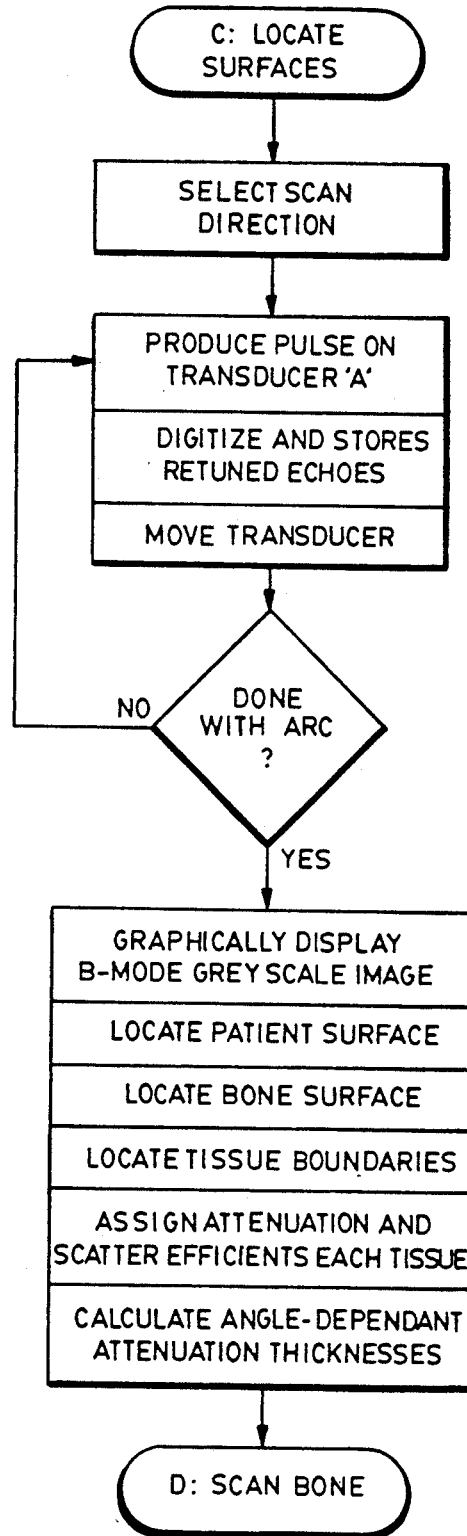 C: LOCATE
SURFACES
SELECT SCAN
DIRECTION
PRODUCE PULSE ON
TRANSDUCER 'A'
DIGITIZE AND STORES
RETUNED ECHOES
MOVE TRANSDUCER
DONE
WITH ARC
?
NO
YES
GRAPHICALLY DISPLAY
B-MODE GREY SCALE IMAGE
LOCATE PATIENT SURFACE
LOCATE BONE SURFACE
LOCATE TISSUE BOUNDARIES
ASSIGN ATTENUATION AND
SCATTER EFFICIENTS EACH TISSUE
CALCULATE ANGLE-DEPENDANT
ATTENUATION THICKNESSES
D: SCAN BONE